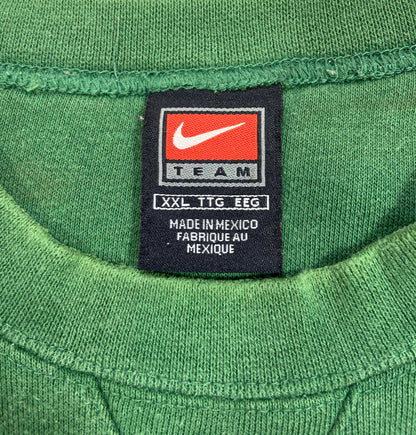 TEAM
XXL TTG EEG
MADE IN MEXICO
FABRIQUE AU
MEXIQUE